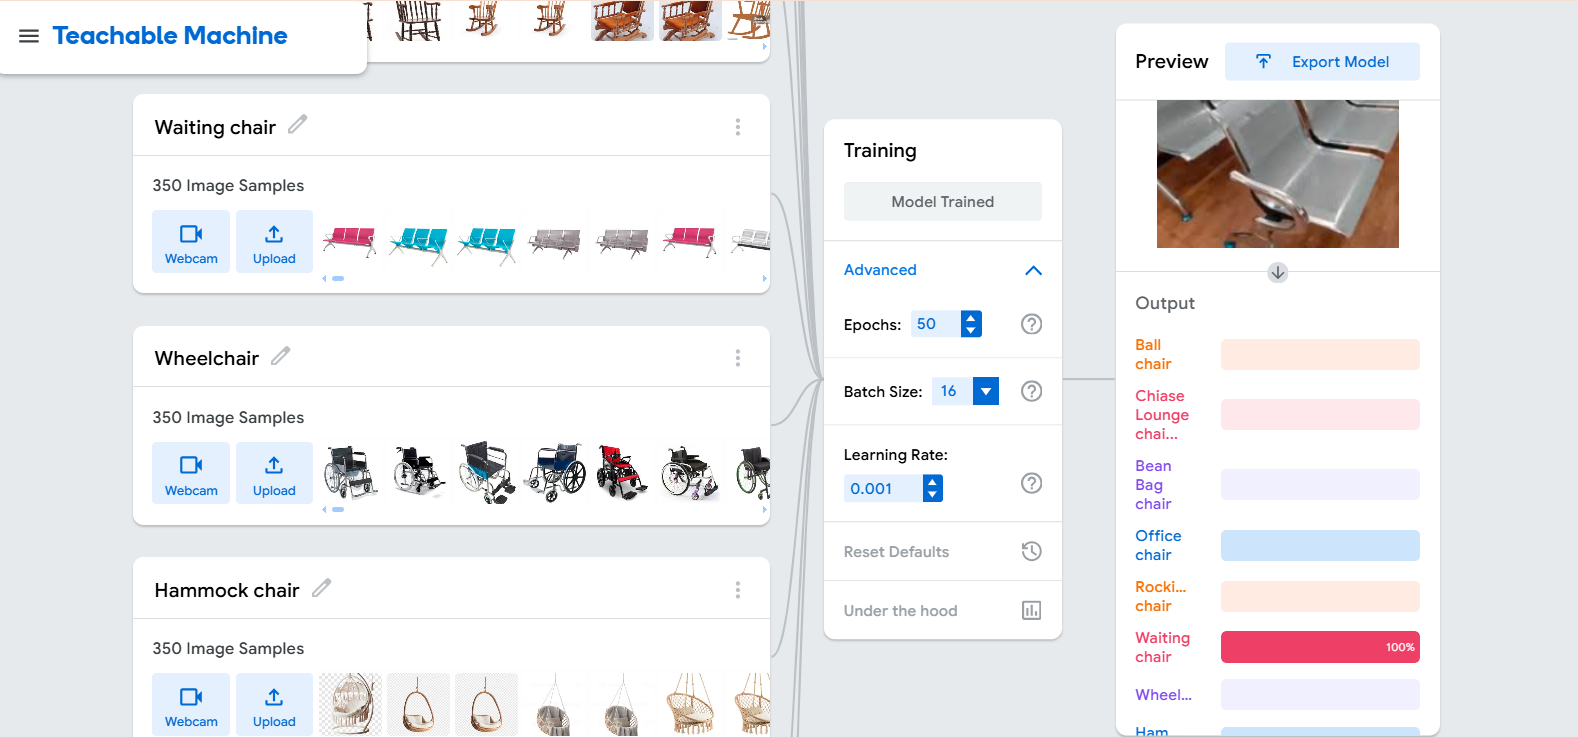 Teachable Machine
Waiting chair
350 Image Samples
Webcam
Upload
Wheelchair
350 Image Samples
Webcam
Upload
Hammock chair
350 Image Samples
Webcam
Upload
Training
Model Trained
Advanced
Epochs: 50
Batch Size: 16
Learning Rate:
0.001
Reset Defaults
Under the hood
Preview
Export Model
Output
Ball
chair
Chiase
Lounge
chai...
Bean
Bag
chair
Office
chair
Rocki...
chair
Waiting
chair
100%
Wheel...
Ham